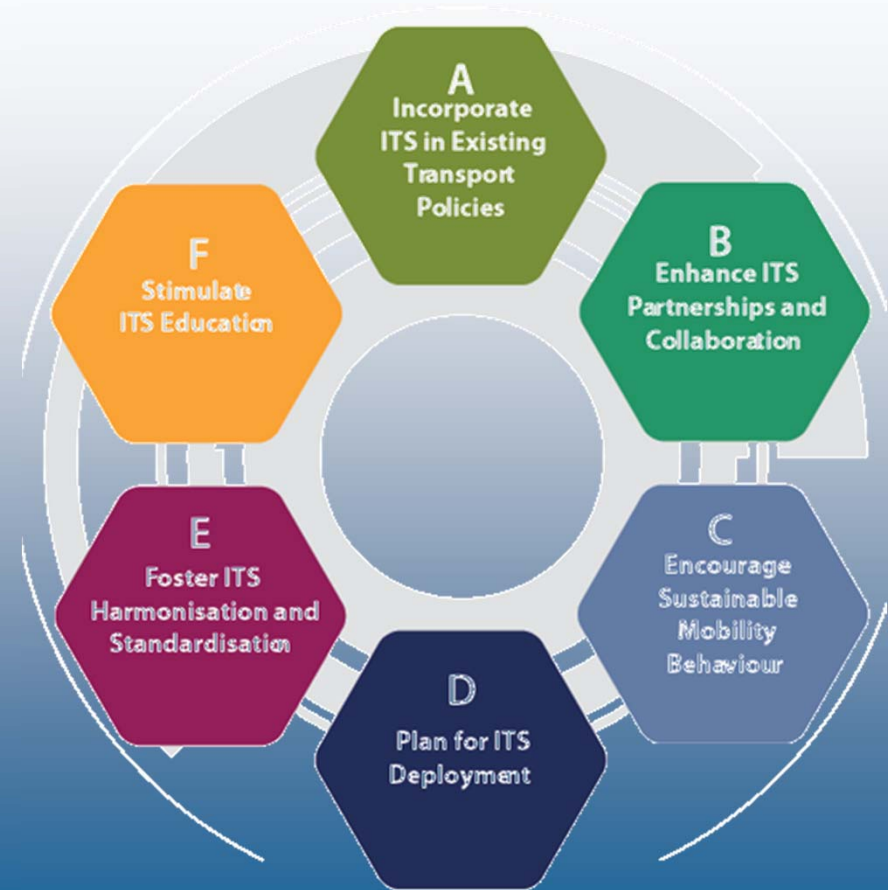 A
Incorporate
ITS in Existing
Transport
Policies
B
Enhance ITS
Partnerships and
Collaboration
C
Encourage
Sustainable
Mobility
Behaviour
D
Plan for ITS
Deployment
E
Foster ITS
Harmonisation and
Standardisation
F
Stimulate
ITS Education